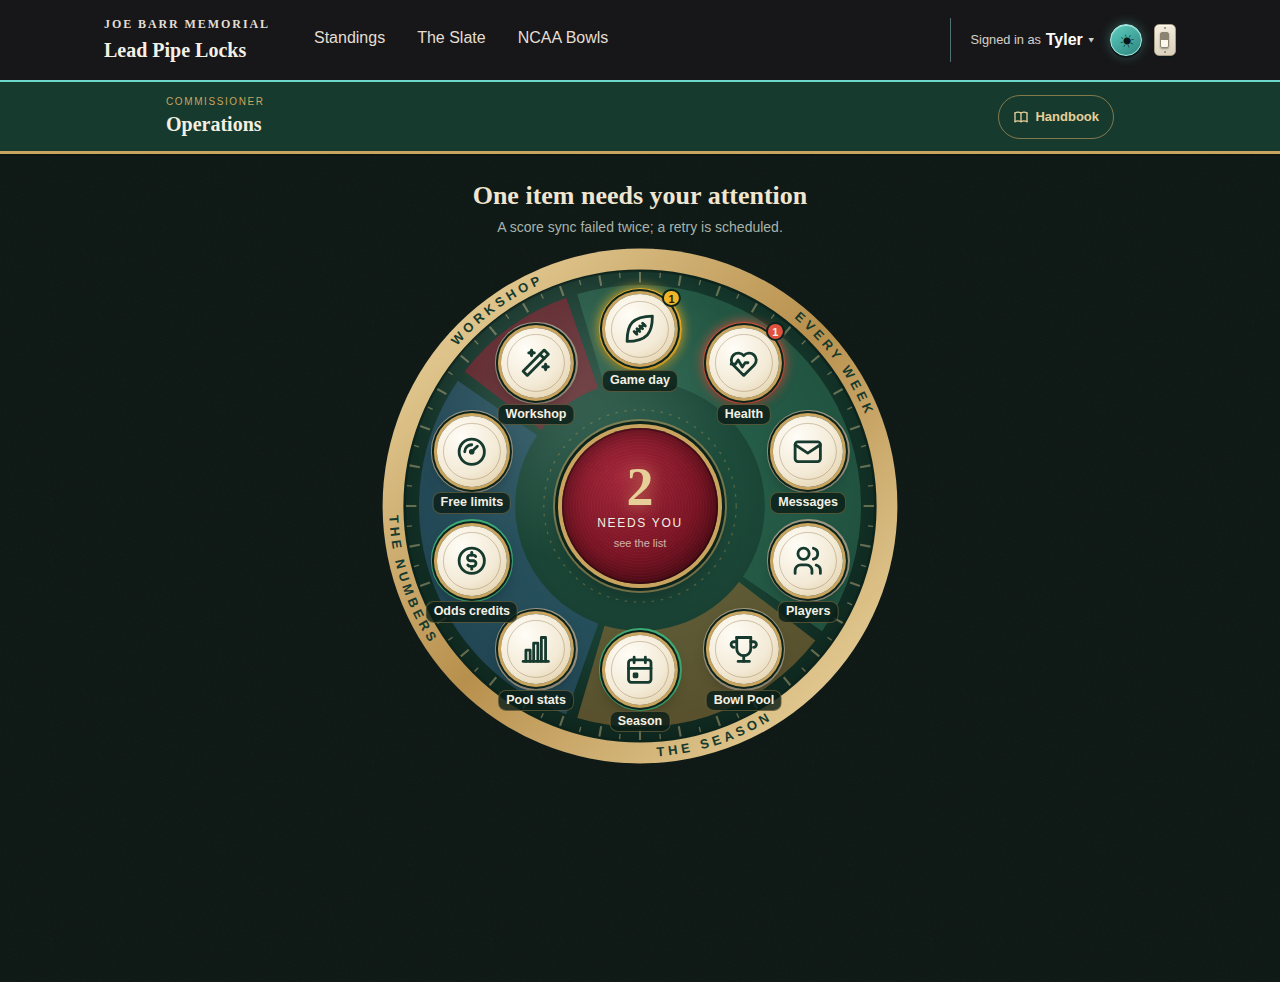 JOE BARR MEMORIAL
Lead Pipe Locks
Standings
The Slate
NCAA Bowls
Signed in as Tyler
COMMISSIONER
Operations
Handbook
One item needs your attention
A score sync failed twice; a retry is scheduled.
WORKSHOP
EVERY WEEK
1
Game day
1
Workshop
Health
Free limits
Messages
2
NEEDS YOU
see the list
THE NUMBERS
Odds credits
Players
Pool stats
Bowl Pool
Season
THE SEASON